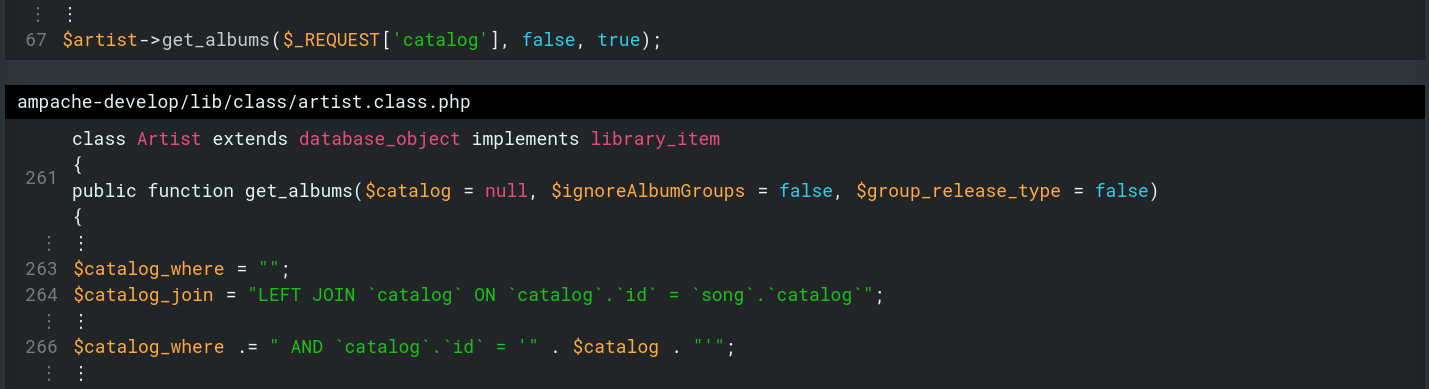 ⋮ ⋮
67 $artist->get_albums($_REQUEST['catalog'], false, true);
ampache-develop/lib/class/artist.class.php
class Artist extends database_object implements library_item
{
261
public function get_albums($catalog = null, $ignoreAlbumGroups = false, $group_release_type = false)
{
⋮ ⋮
263 $catalog_where = "";
264 $catalog_join = "LEFT JOIN `catalog` ON `catalog`.`id` = `song`.`catalog`";
⋮ ⋮
266 $catalog_where .= " AND `catalog`.`id` = '" . $catalog . "'";
⋮ ⋮